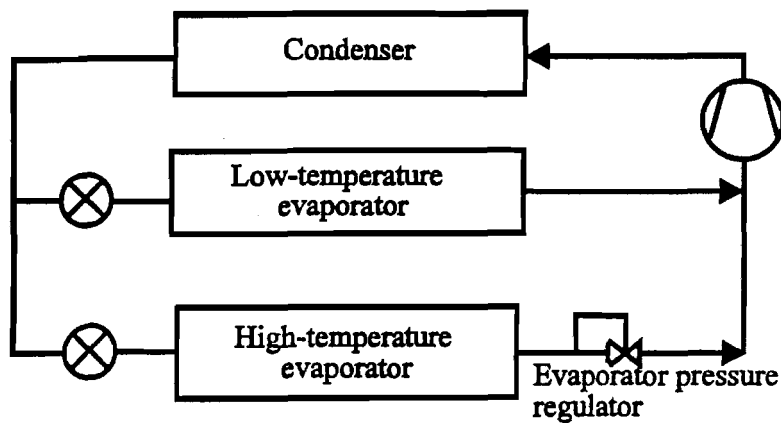 Condenser
Low-temperature
evaporator
High-temperature
evaporator
Evaporator pressure
regulator